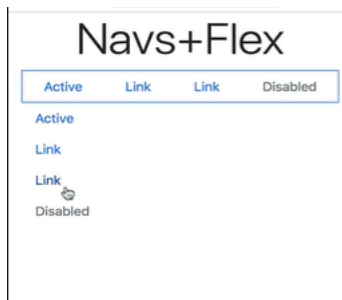 Navs+Flex
Active Link Link Disabled
Active
Link
Link
Disabled